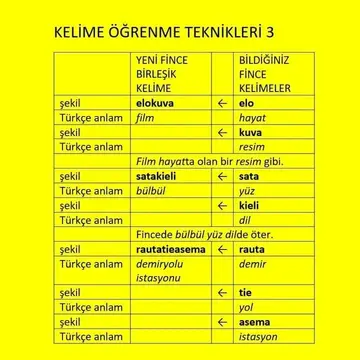 KELİME ÖĞRENME TEKNİKLERİ 3
YENİ FİNCE BİLDİĞİNİZ
BİRLEŞİK FİNCE
KELİME KELİMELER
şekil elokuva ← elo
Türkçe anlam film hayat
şekil ← kuva
Türkçe anlam resim
Film hayatta olan bir resim gibi.
şekil satakieli ← sata
Türkçe anlam bülbül yüz
şekil ← kieli
Türkçe anlam dil
Fincede bülbül yüz dilde öter.
şekil rautatieasema ← rauta
Türkçe anlam demiryolu demir
istasyonu
şekil ← tie
Türkçe anlam yol
şekil ← asema
Türkçe anlam istasyon